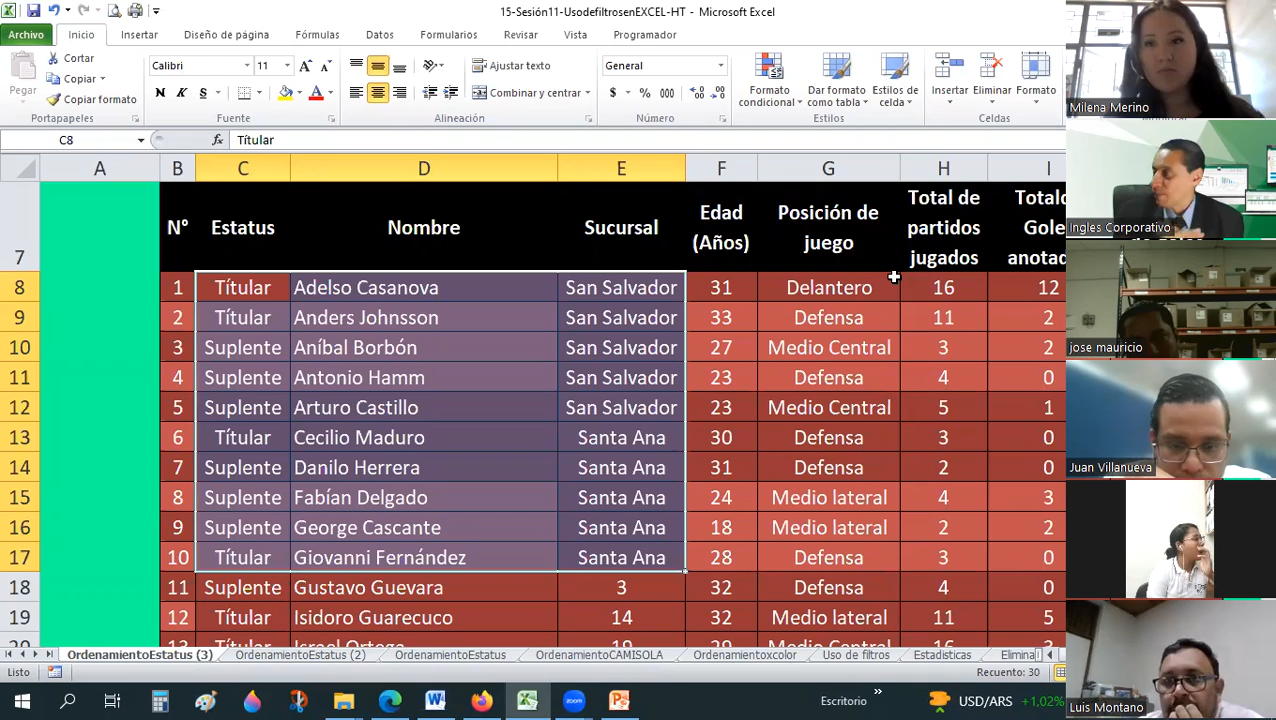 15-Sesión11-UsodefiltrosenEXCEL-HT - Microsoft Excel
Archivo Inicio Insertar Diseño de página Fórmulas Datos Formularios Revisar Vista Programador
Pegar
Cortar
Copiar
Copiar formato
Portapapeles
Calibri 11
N K S
Fuente
Ajustar texto
Combinar y centrar
Alineación
General
$ % 000
Número
Formato condicional
Dar formato como tabla
Estilos de celda
Estilos
Insertar Eliminar Formato
Celdas
C8 fx Títular
A B C D E F G H I
7 N° Estatus Nombre Sucursal Edad (Años) Posición de juego Total de partidos jugados
8 1 Títular Adelso Casanova San Salvador 31 Delantero 16 12
9 2 Títular Anders Johnsson San Salvador 33 Defensa 11 2
10 3 Suplente Aníbal Borbón San Salvador 27 Medio Central 3 2
11 4 Suplente Antonio Hamm San Salvador 23 Defensa 4 0
12 5 Suplente Arturo Castillo San Salvador 23 Medio Central 5 1
13 6 Títular Cecilio Maduro Santa Ana 30 Defensa 3 0
14 7 Suplente Danilo Herrera Santa Ana 31 Defensa 2 0
15 8 Suplente Fabían Delgado Santa Ana 24 Medio lateral 4 3
16 9 Suplente George Cascante Santa Ana 18 Medio lateral 2 2
17 10 Títular Giovanni Fernández Santa Ana 28 Defensa 3 0
18 11 Suplente Gustavo Guevara 3 32 Defensa 4 0
19 12 Títular Isidoro Guarecuco 14 32 Medio lateral 11 5
OrdenamientoEstatus (3) OrdenamientoEstatus (2) OrdenamientoEstatus OrdenamientoCAMISOLA Ordenamientoxcolor Uso de filtros Estadísticas Elimina
Listo Recuento: 30
Escritorio » USD/ARS +1,02%
Milena Merino
Ingles Corporativo
jose mauricio
Juan Villanueva
Luis Montano